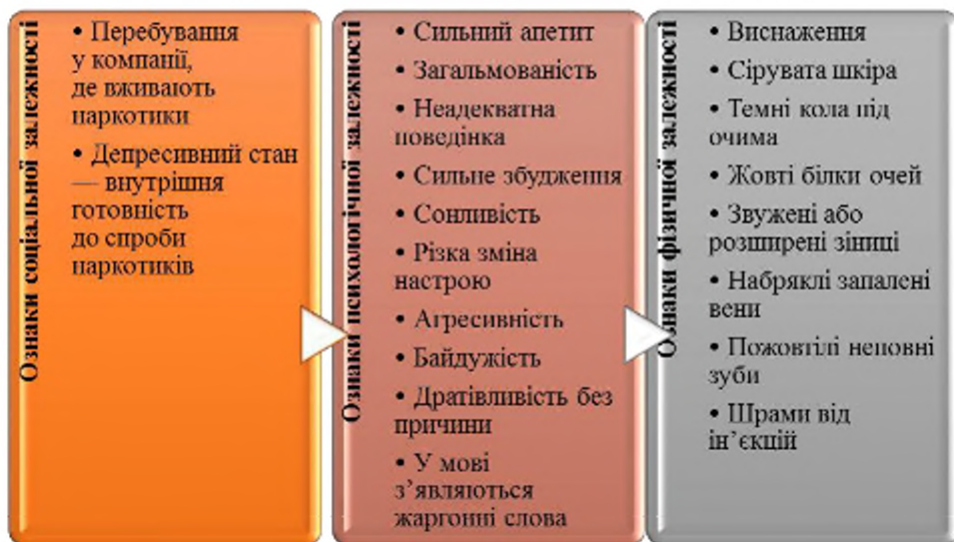 Ознаки соціальної залежності
• Перебування
у компанії,
де вживають
наркотики
• Депресивний стан
— внутрішня
готовність
до спроби
наркотиків
Ознаки психологічної залежності
• Сильний апетит
• Загальмованість
• Неадекватна
поведінка
• Сильне збудження
• Сонливість
• Різка зміна
настрою
• Агресивність
• Байдужість
• Дратівливість без
причини
• У мові
з’являються
жаргонні слова
Ознаки фізичної залежності
• Виснаження
• Сірувата шкіра
• Темні кола під
очима
• Жовті білки очей
• Звужені або
розширені зіниці
• Набряклі запалені
вени
• Пожовтілі неповні
зуби
• Шрами від
ін’єкцій